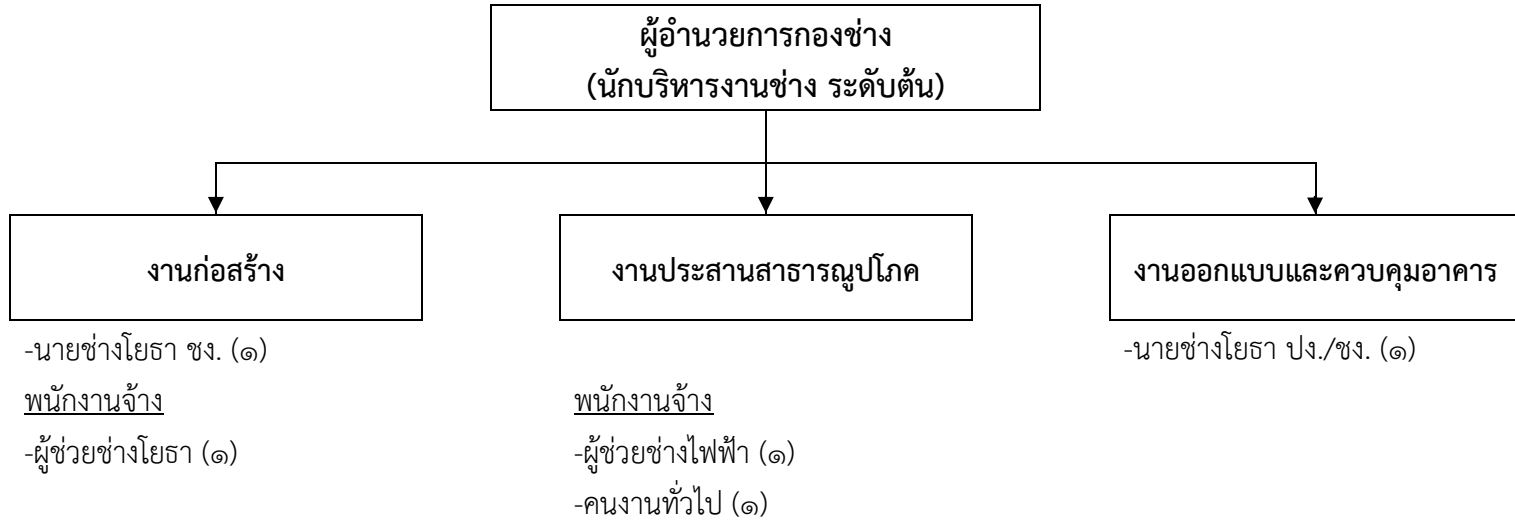 ผู้อำนวยการกองช่าง
(นักบริหารงานช่าง ระดับต้น)
งานก่อสร้าง
-นายช่างโยธา ชง. (๑)
พนักงานจ้าง
-ผู้ช่วยช่างโยธา (๑)
งานประสานสาธารณูปโภค
พนักงานจ้าง
-ผู้ช่วยช่างไฟฟ้า (๑)
-คนงานทั่วไป (๑)
งานออกแบบและควบคุมอาคาร
-นายช่างโยธา ปง./ชง. (๑)